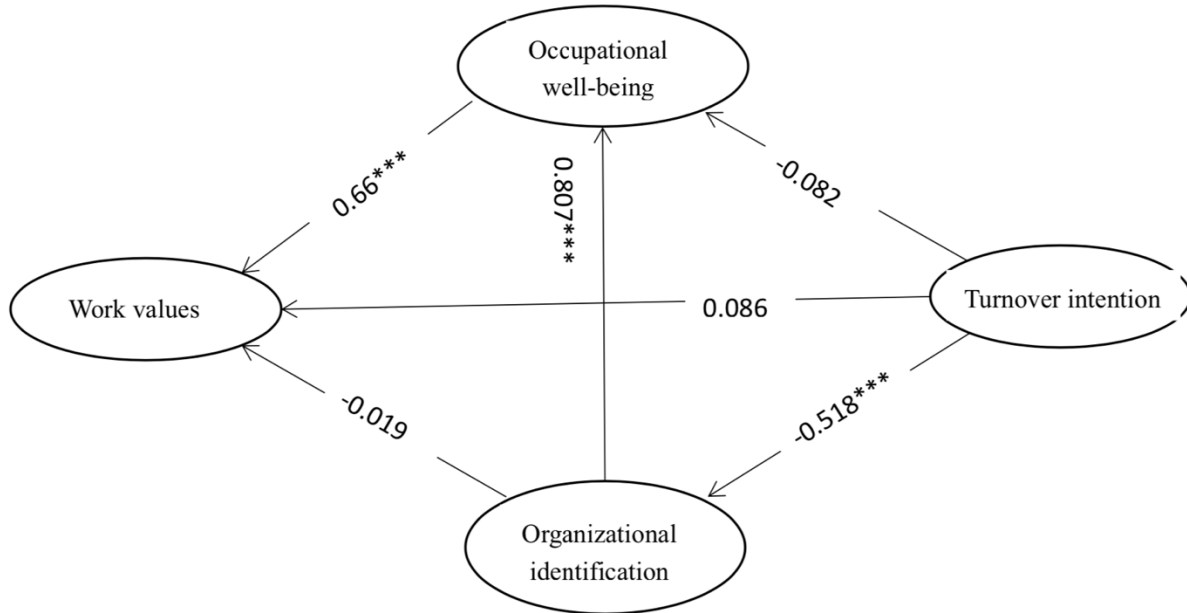 Occupational
well-being
0.66***
0.807***
-0.082
Work values
0.086
Turnover intention
-0.019
-0.518***
Organizational
identification